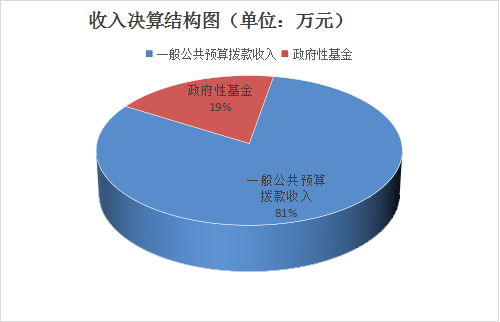 收入决算结构图（单位：万元）
一般公共预算拨款收入 政府性基金
政府性基金
19%
一般公共预算
拨款收入
81%